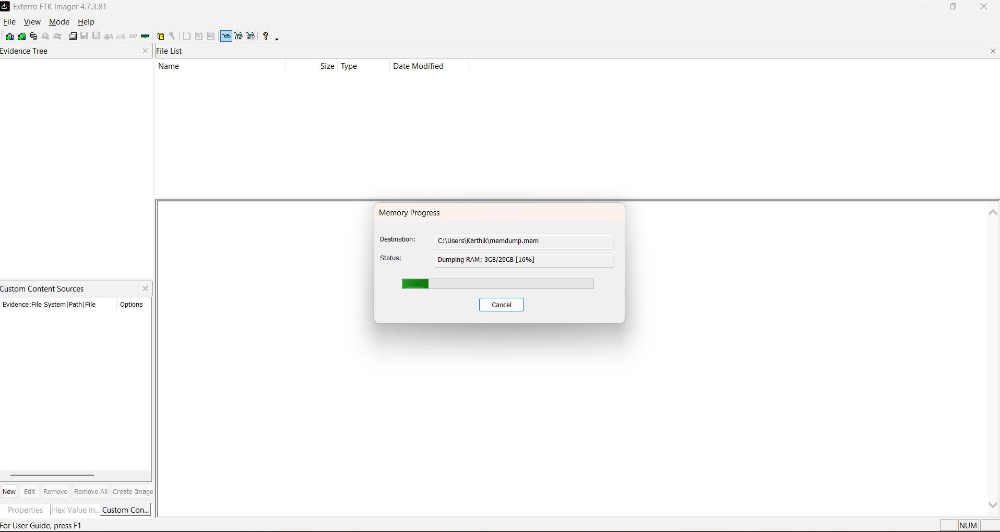 Exterro FTK Imager 4.7.3.81
File View Mode Help
TEXT HEX ?
Evidence Tree
File List
Name Size Type Date Modified
Memory Progress
Destination: C:\Users\Karthik\memdump.mem
Status: Dumping RAM: 3GB/20GB [16%]
Cancel
Custom Content Sources
Evidence:File System|Path|File Options
New Edit Remove Remove All Create Image
Properties Hex Value In... Custom Con...
For User Guide, press F1
NUM